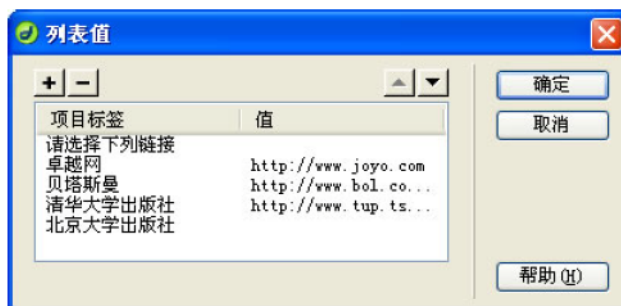 列表值
+ -
确定
项目标签 值
取消
请选择下列链接
卓越网 http://www.joyo.com
贝塔斯曼 http://www.bol.co...
清华大学出版社 http://www.tup.ts...
北京大学出版社
帮助(H)